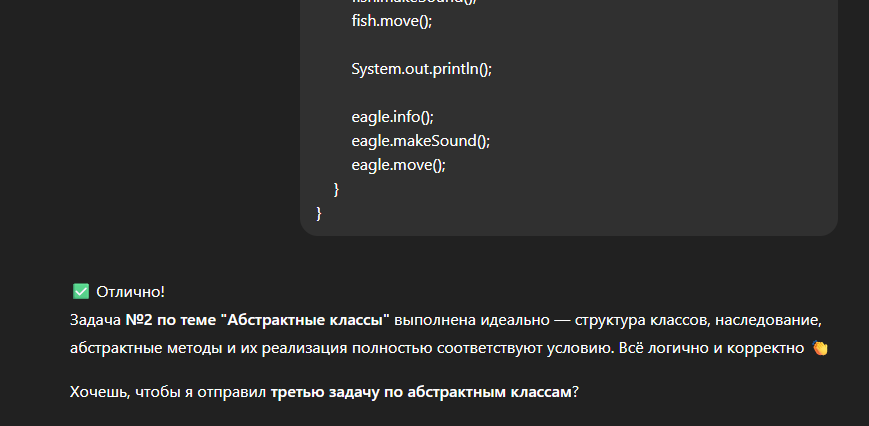 fish.makeSound();
fish.move();
System.out.println();
eagle.info();
eagle.makeSound();
eagle.move();
}
}
✅ Отлично!
Задача №2 по теме "Абстрактные классы" выполнена идеально — структура классов, наследование,
абстрактные методы и их реализация полностью соответствуют условию. Всё логично и корректно 👏
Хочешь, чтобы я отправил третью задачу по абстрактным классам?